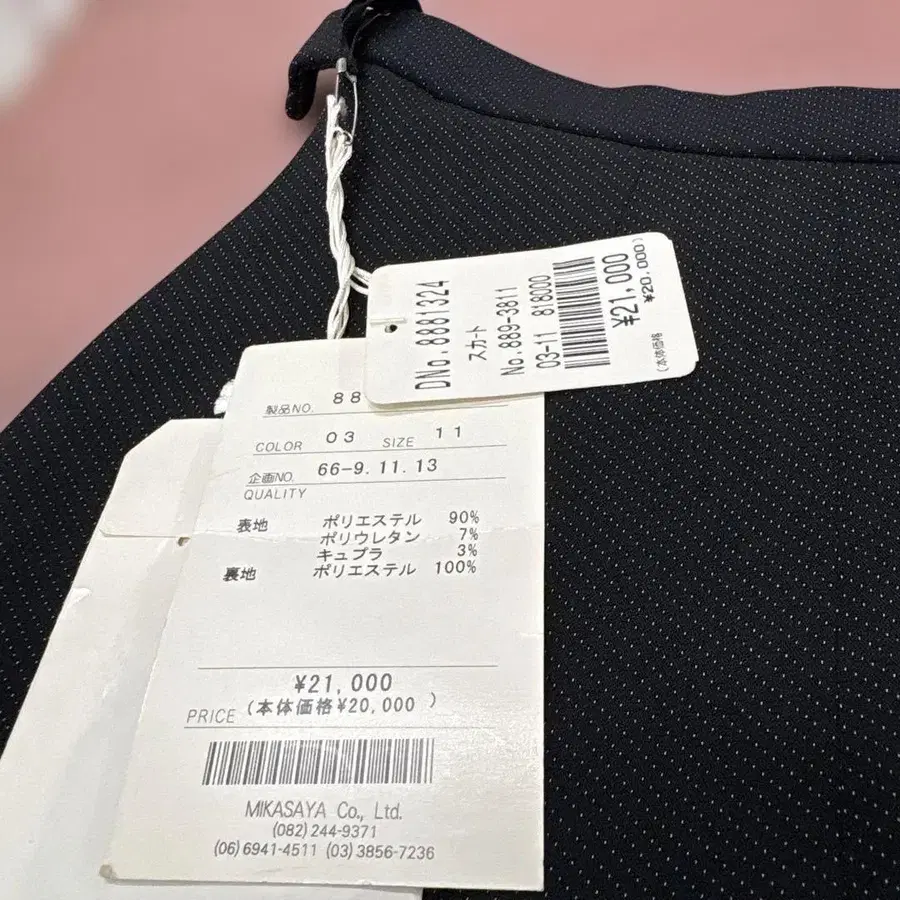 DNo.8881324
スカート
No.889-3811
03-11 818000
¥21,000
(本体価格 ¥20,000)
製品NO. 88
COLOR 03 SIZE 11
企画NO. 66-9.11.13
QUALITY
表地 ポリエステル 90%
ポリウレタン 7%
キュプラ 3%
裏地 ポリエステル 100%
¥21,000
PRICE (本体価格¥20,000 )
MIKASAYA Co., Ltd.
(082)244-9371
(06)6941-4511 (03)3856-7236